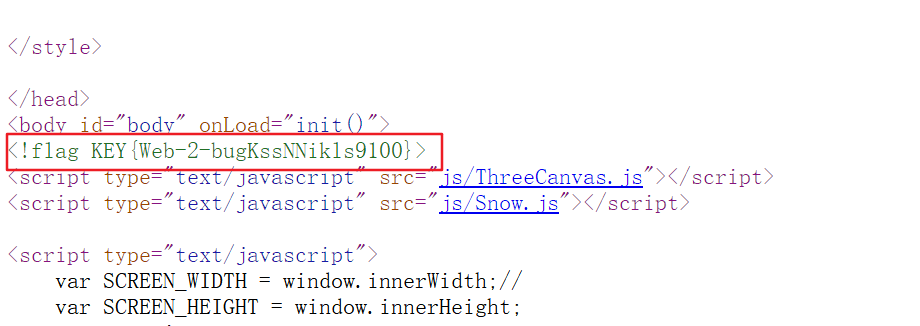 </style>
</head>
<body id="body" onLoad="init()">
<!flag KEY{Web-2-bugKssNNikls9100}>
<script type="text/javascript" src="js/ThreeCanvas.js"></script>
<script type="text/javascript" src="js/Snow.js"></script>
<script type="text/javascript">
var SCREEN_WIDTH = window.innerWidth;//
var SCREEN_HEIGHT = window.innerHeight;